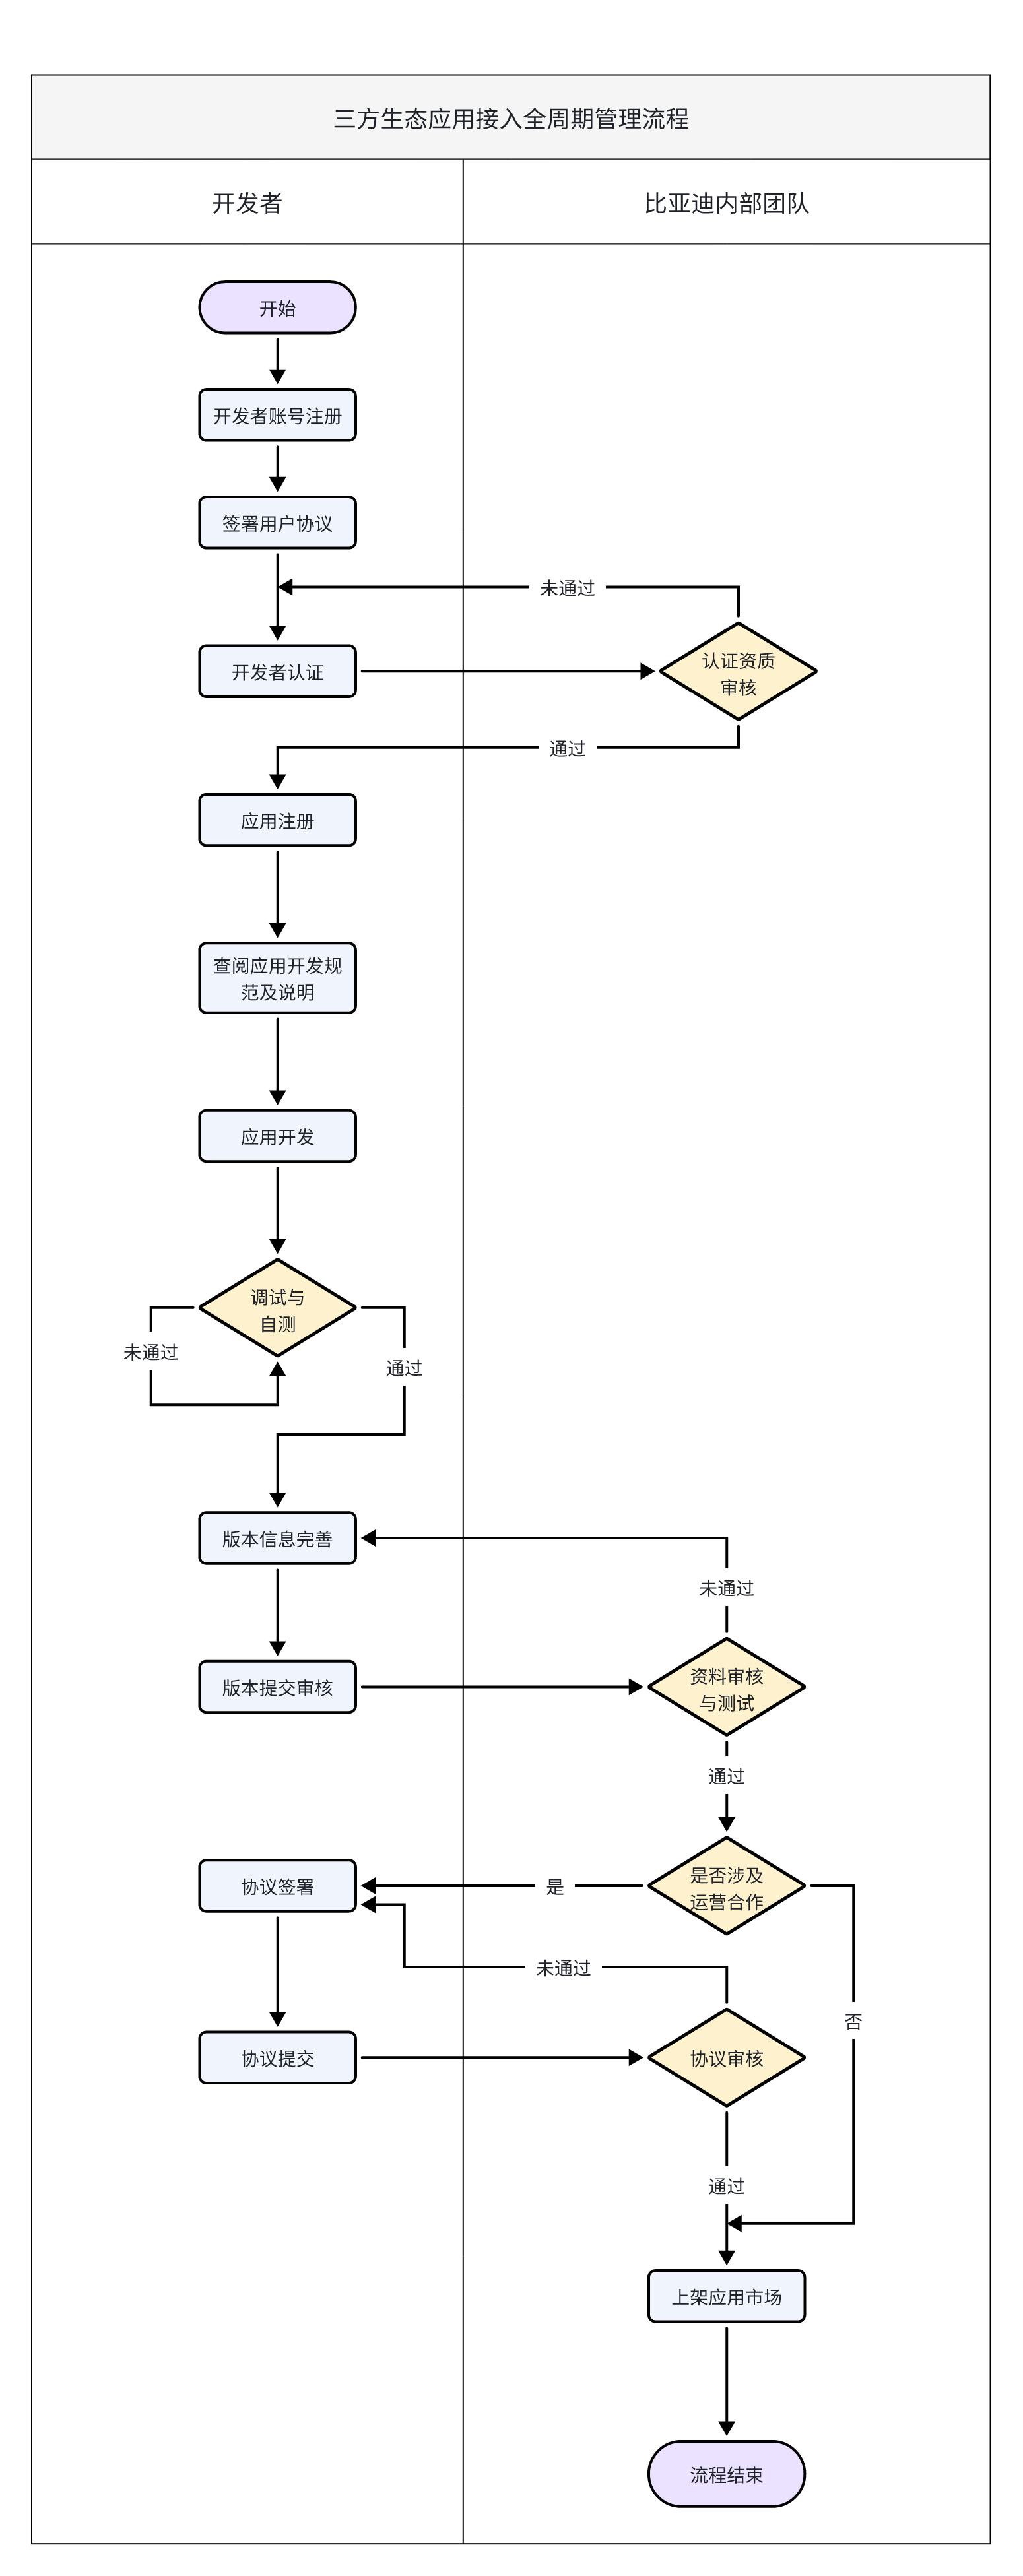 三方生态应用接入全周期管理流程
开发者
比亚迪内部团队
开始
开发者账号注册
签署用户协议
未通过
开发者认证
认证资质
审核
通过
应用注册
查阅应用开发规
范及说明
应用开发
调试与
自测
未通过
通过
版本信息完善
未通过
版本提交审核
资料审核
与测试
通过
协议签署
是
是否涉及
运营合作
未通过
否
协议提交
协议审核
通过
上架应用市场
流程结束